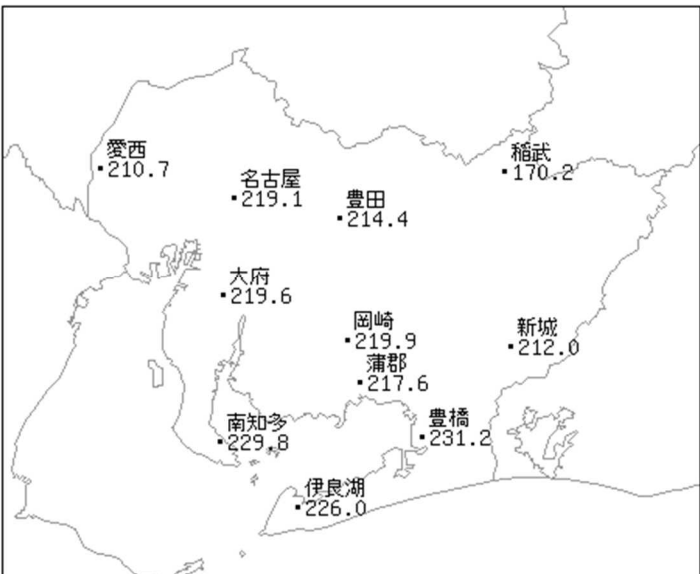 愛西
210.7
稲武
170.2
名古屋
219.1
豊田
214.4
大府
219.6
岡崎
219.9
新城
212.0
蒲郡
217.6
南知多
229.8
豊橋
231.2
伊良湖
226.0